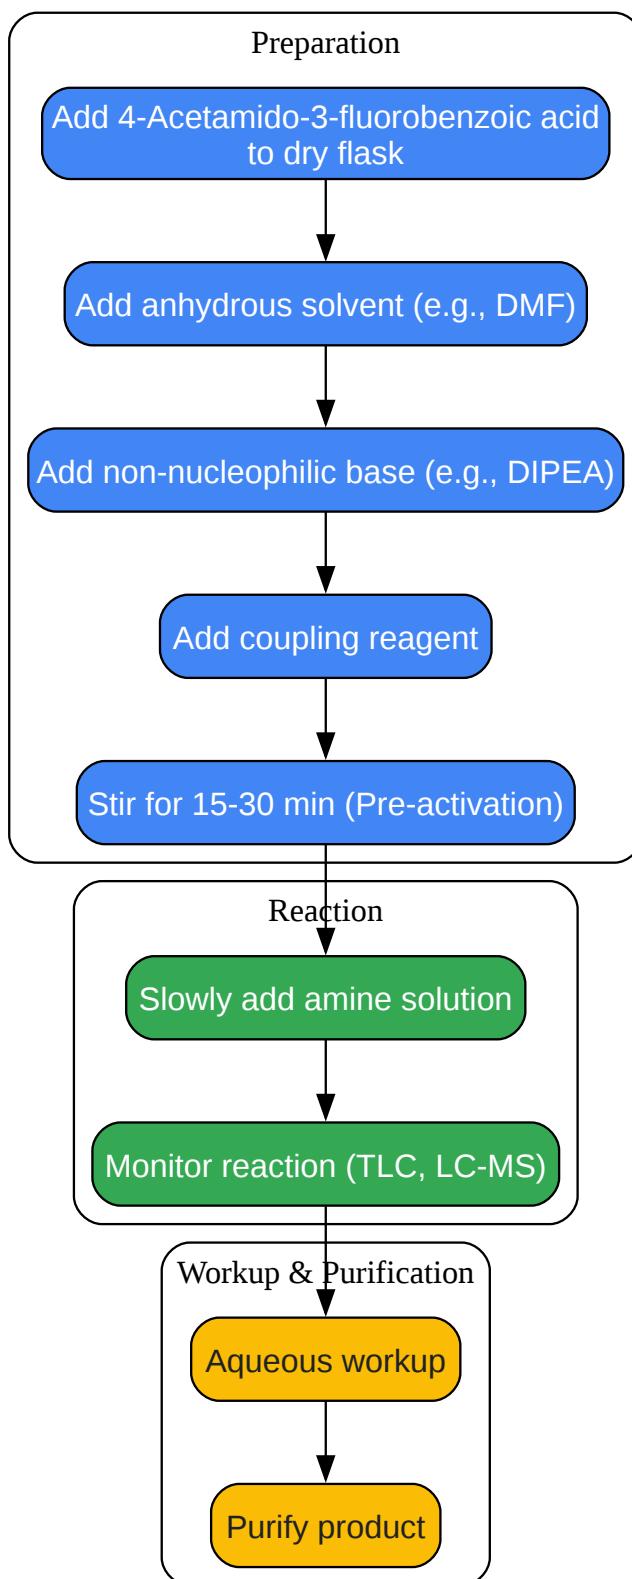 Preparation
Add 4-Acetamido-3-fluorobenzoic acid
to dry flask
Add anhydrous solvent (e.g., DMF)
Add non-nucleophilic base (e.g., DIPEA)
Add coupling reagent
Stir for 15-30 min (Pre-activation)
Reaction
Slowly add amine solution
Monitor reaction (TLC, LC-MS)
Workup & Purification
Aqueous workup
Purify product